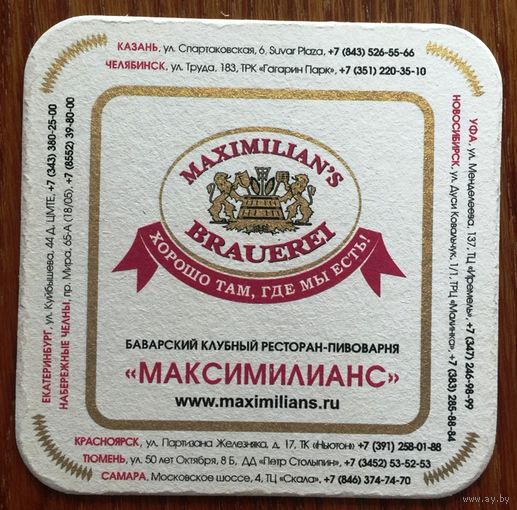 КАЗАНЬ, ул. Спартаковская, 6, Suvar Plaza, +7 (843) 526-55-66
ЧЕЛЯБИНСК, ул. Труда, 183, ТРК «Гагарин Парк», +7 (351) 220-35-10
УФА, ул. Менделеева, 137, ТЦ «Иремель», +7 (347) 246-98-99
НОВОСИБИРСК, ул. Дуси Ковальчук, 1/1, ТРЦ «Малинка», +7 (383) 285-88-84
ЕКАТЕРИНБУРГ, ул. Куйбышева, 44 Д, ЦМТЕ, +7 (343) 380-25-00
НАБЕРЕЖНЫЕ ЧЕЛНЫ, пр. Мира, 65-А (18/05), +7 (8552) 39-80-00
MAXIMILIAN'S
BRAUEREI
ХОРОШО ТАМ, ГДЕ МЫ ЕСТЬ!
БАВАРСКИЙ КЛУБНЫЙ РЕСТОРАН-ПИВОВАРНЯ
«МАКСИМИЛИАНС»
www.maximilians.ru
КРАСНОЯРСК, ул. Партизана Железняка, д. 17, ТК «Ньютон» +7 (391) 258-01-88
ТЮМЕНЬ, ул. 50 лет Октября, 8 Б, ДД «Петр Столыпин», +7 (3452) 53-52-53
САМАРА, Московское шоссе, 4, ТЦ «Скала», +7 (846) 374-74-70
www.ay.by